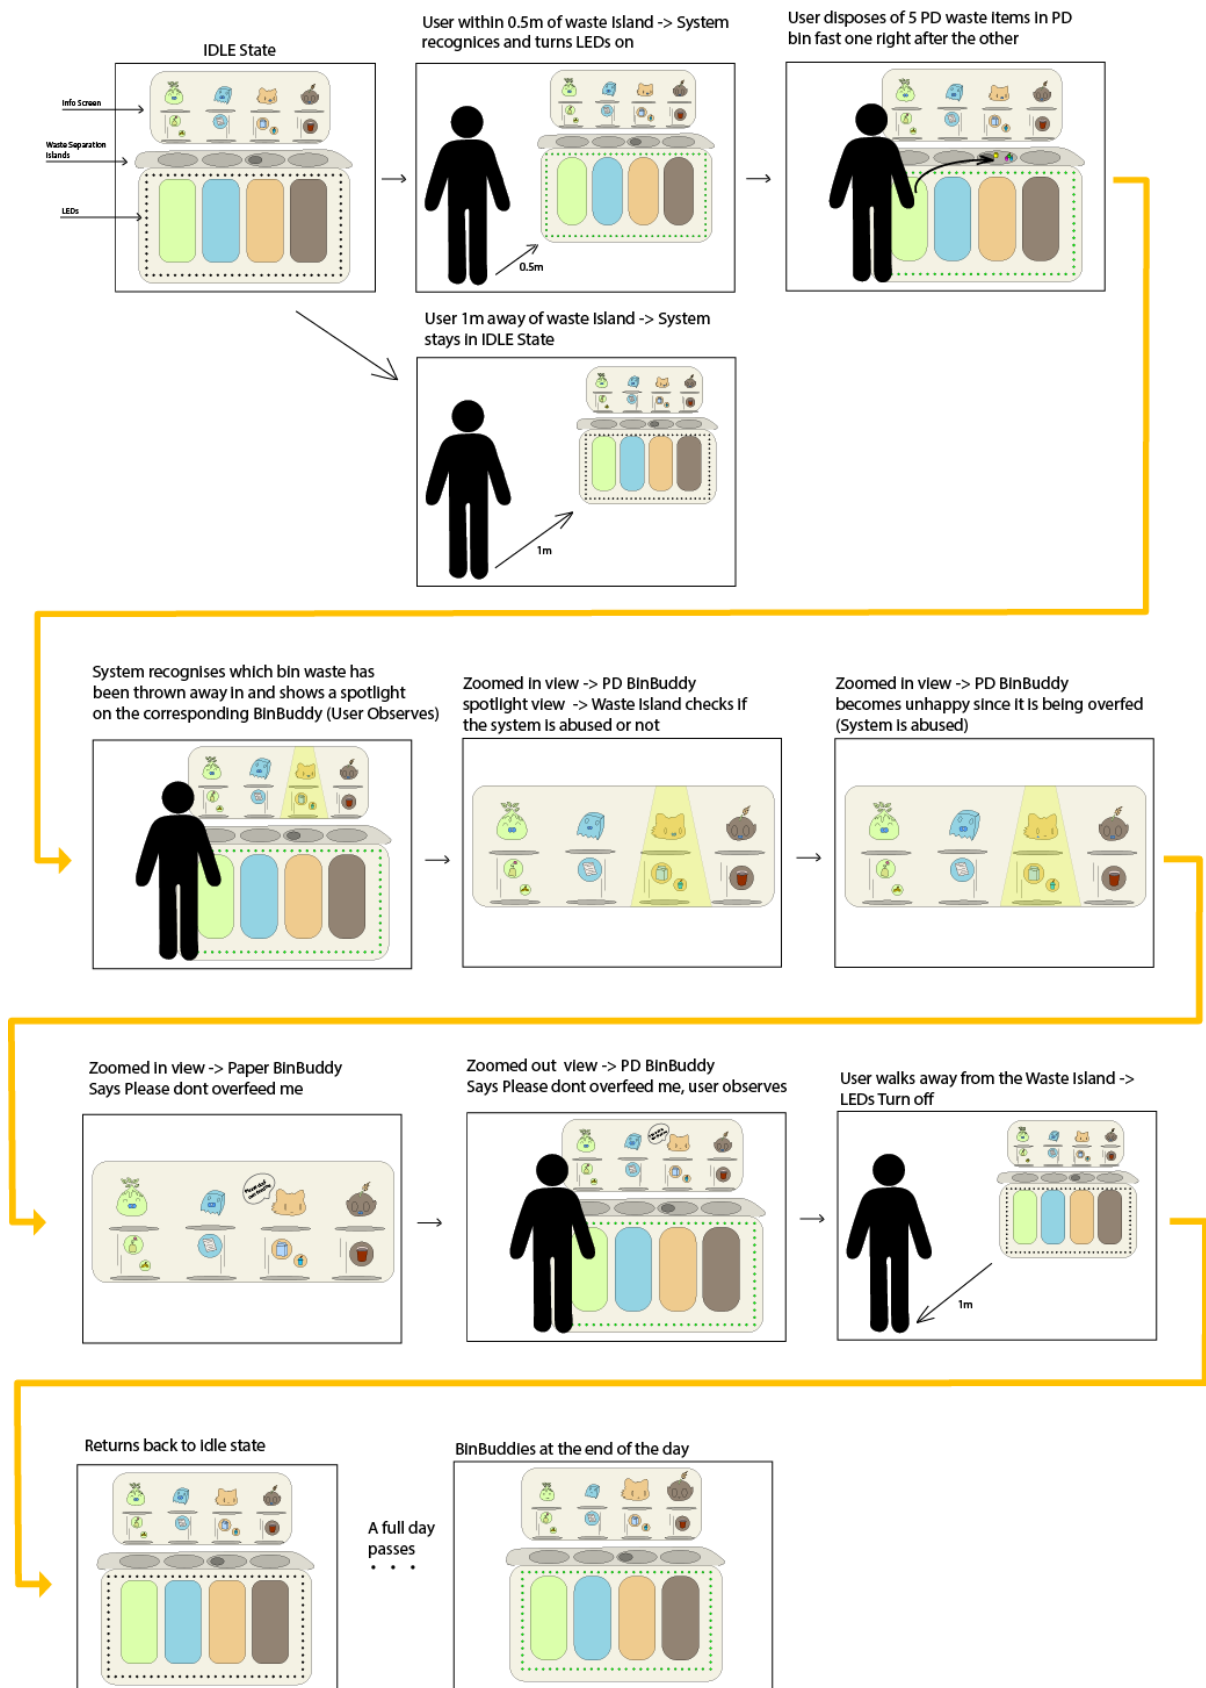 IDLE State
Info Screen
Waste Separation
Islands
LEDs
User within 0.5m of waste Island -> System
recognices and turns LEDs on
0.5m
User disposes of 5 PD waste items in PD
bin fast one right after the other
User 1m away of waste Island -> System
stays in IDLE State
1m
System recognises which bin waste has
been thrown away in and shows a spotlight
on the corresponding BinBuddy (User Observes)
Zoomed in view -> PD BinBuddy
spotlight view -> Waste Island checks if
the system is abused or not
Zoomed in view -> PD BinBuddy
becomes unhappy since it is being overfed
(System is abused)
Zoomed in view -> Paper BinBuddy
Says Please dont overfeed me
Please dont
over feed me
Zoomed out view -> PD BinBuddy
Says Please dont overfeed me, user observes
User walks away from the Waste Island ->
LEDs Turn off
1m
Returns back to idle state
A full day
passes
. . .
BinBuddies at the end of the day